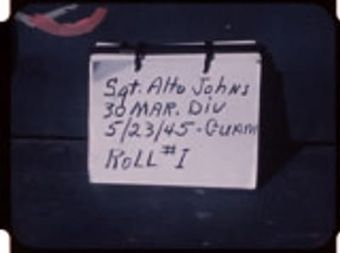 Sgt. Alto Johns
3D MAR. Div
5/23/45-GUAM
ROLL #I